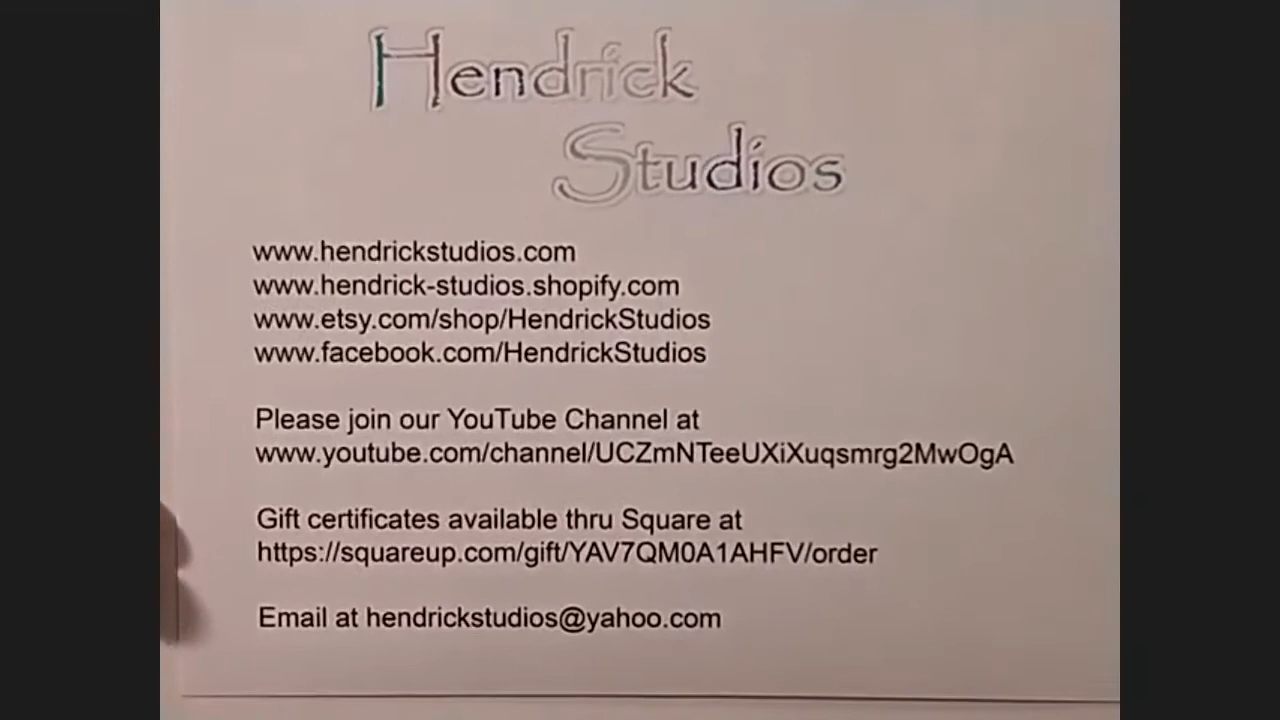 Hendrick
Studios
www.hendrickstudios.com
www.hendrick-studios.shopify.com
www.etsy.com/shop/HendrickStudios
www.facebook.com/HendrickStudios
Please join our YouTube Channel at
www.youtube.com/channel/UCZmNTeeUXiXuqsmrg2MwOgA
Gift certificates available thru Square at
https://squareup.com/gift/YAV7QM0A1AHFV/order
Email at hendrickstudios@yahoo.com